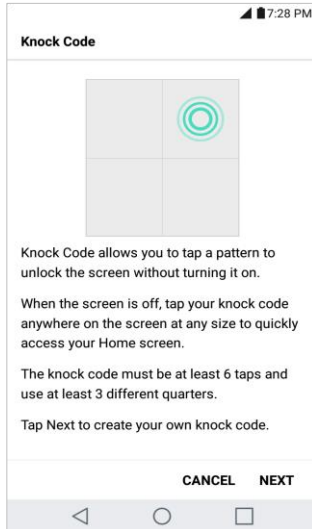 7:28 PM
Knock Code
Knock Code allows you to tap a pattern to
unlock the screen without turning it on.
When the screen is off, tap your knock code
anywhere on the screen at any size to quickly
access your Home screen.
The knock code must be at least 6 taps and
use at least 3 different quarters.
Tap Next to create your own knock code.
CANCEL NEXT